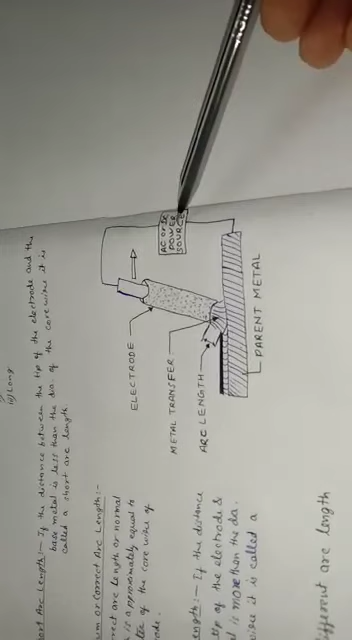 iii) Long
ort Arc Length:- If the distance between the tip of the electrode and the
base metal is less than the dia. of the core wire it is
called a short arc length.
um or Correct Arc Length:-
rect arc length or normal
is approximately equal to
of the core wire of
ength:- If the distance
tip of the electrode &
is more than the dia.
wire it is called a
ifferent arc length
AC or DC
POWER
SOURCE
ELECTRODE
METAL TRANSFER
ARC LENGTH
PARENT METAL